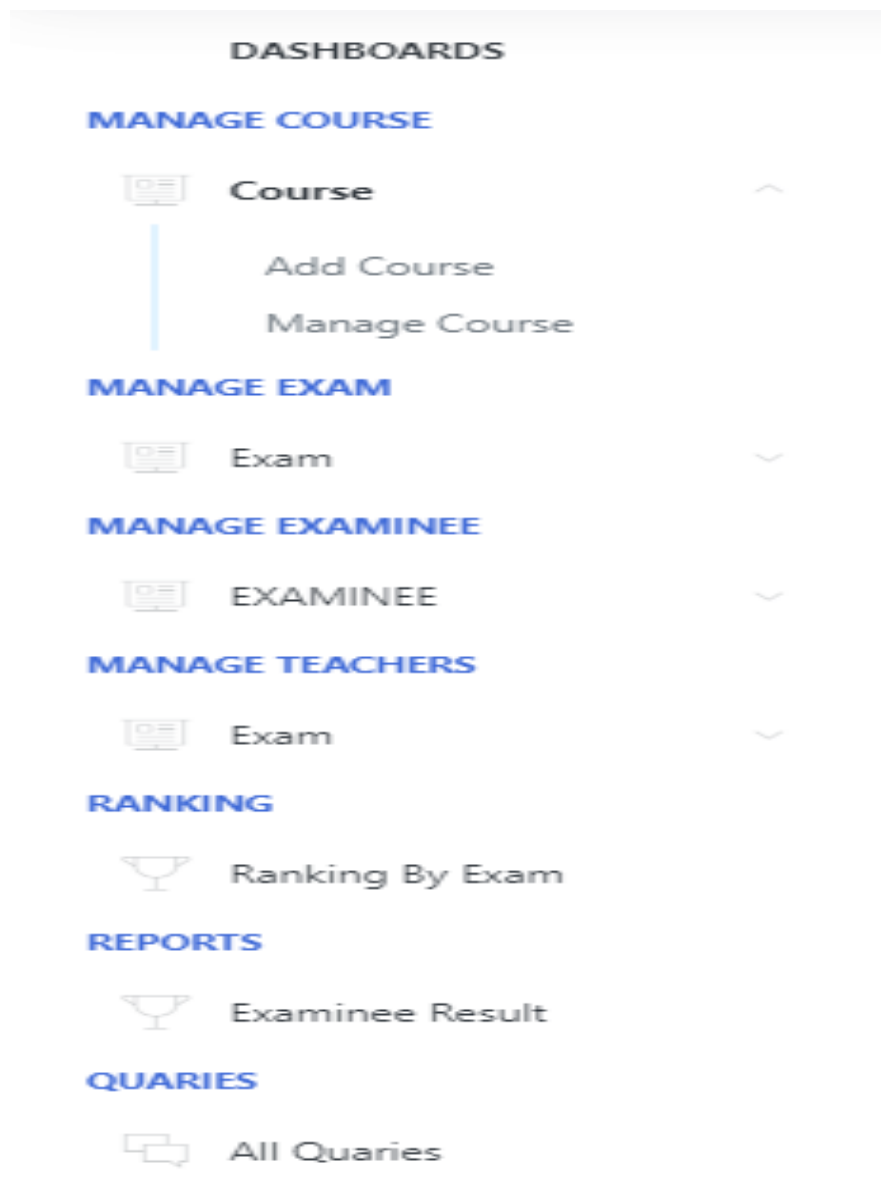 DASHBOARDS
MANAGE COURSE
Course
Add Course
Manage Course
MANAGE EXAM
Exam
MANAGE EXAMINEE
EXAMINEE
MANAGE TEACHERS
Exam
RANKING
Ranking By Exam
REPORTS
Examinee Result
QUARIES
All Quaries